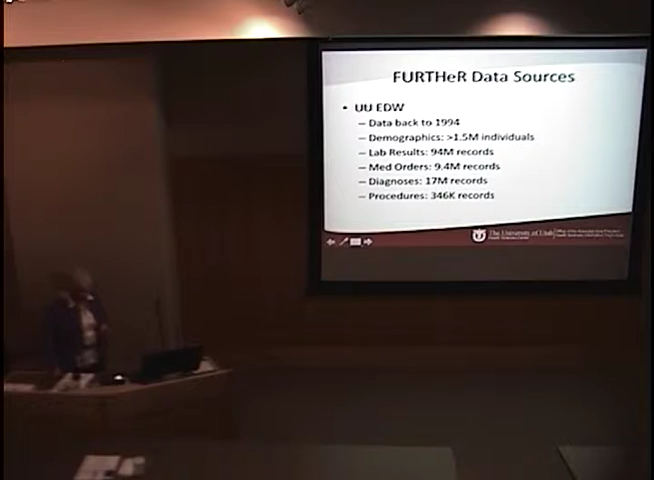 FURTHeR Data Sources
• UU EDW
– Data back to 1994
– Demographics: >1.5M individuals
– Lab Results: 94M records
– Med Orders: 9.4M records
– Diagnoses: 17M records
– Procedures: 346K records
The University of Utah